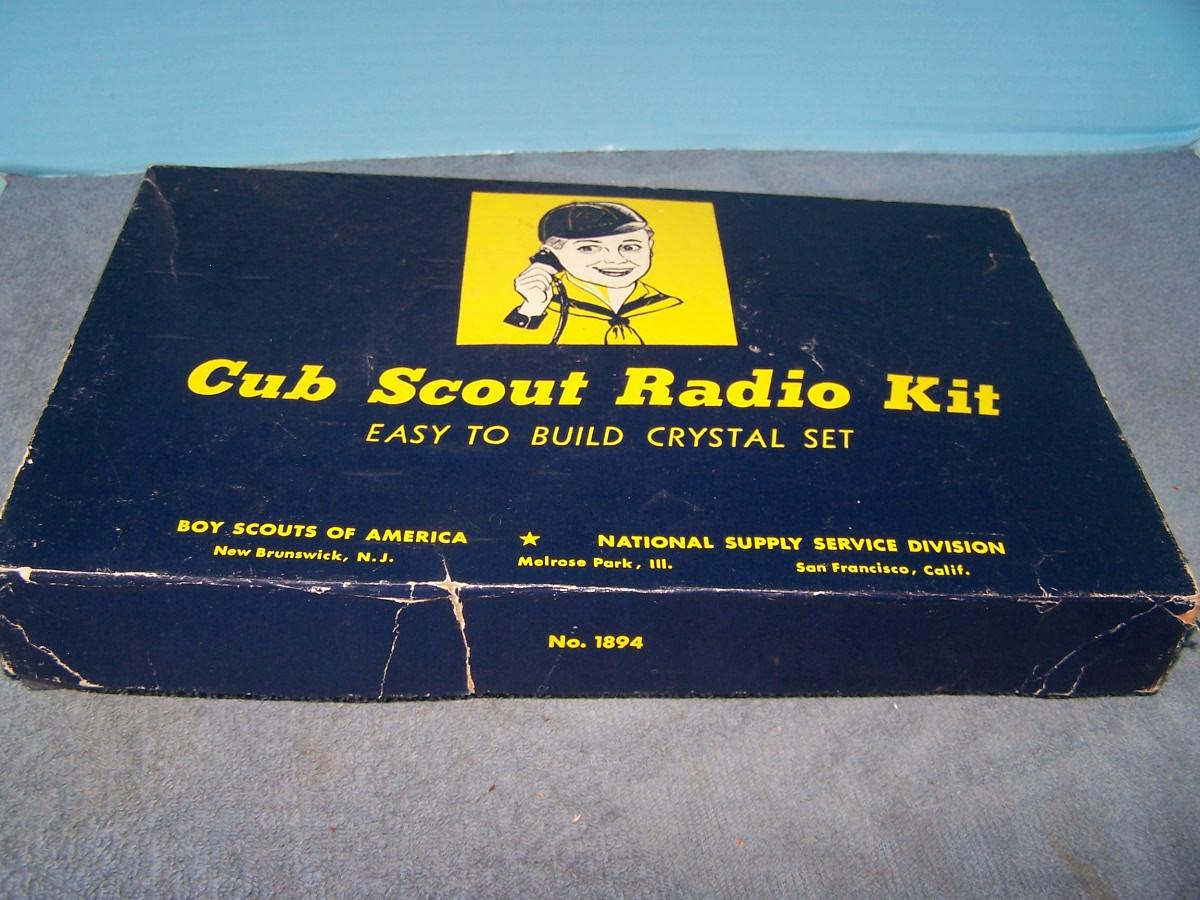 Cub Scout Radio Kit
EASY TO BUILD CRYSTAL SET
BOY SCOUTS OF AMERICA ★ NATIONAL SUPPLY SERVICE DIVISION
New Brunswick, N.J. Melrose Park, Ill. San Francisco, Calif.
No. 1894